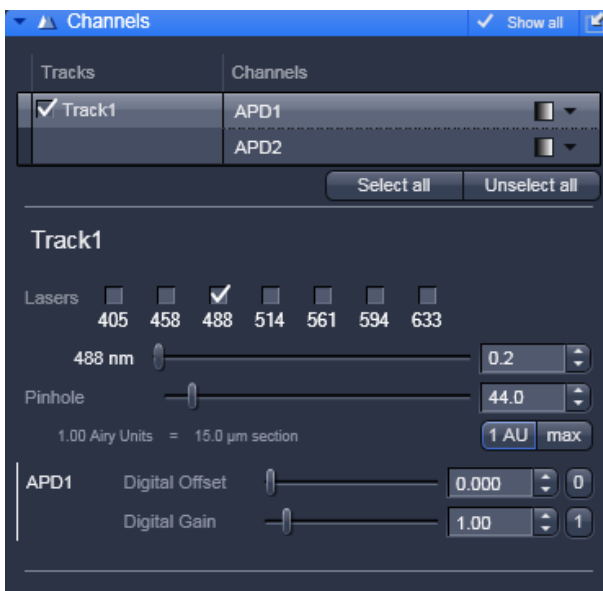 Channels Show all
Tracks Channels
Track1 APD1
APD2
Select all Unselect all
Track1
Lasers
405 458 488 514 561 594 633
488 nm 0.2
Pinhole 44.0
1.00 Airy Units = 15.0 µm section 1 AU max
APD1 Digital Offset 0.000 0
Digital Gain 1.00 1